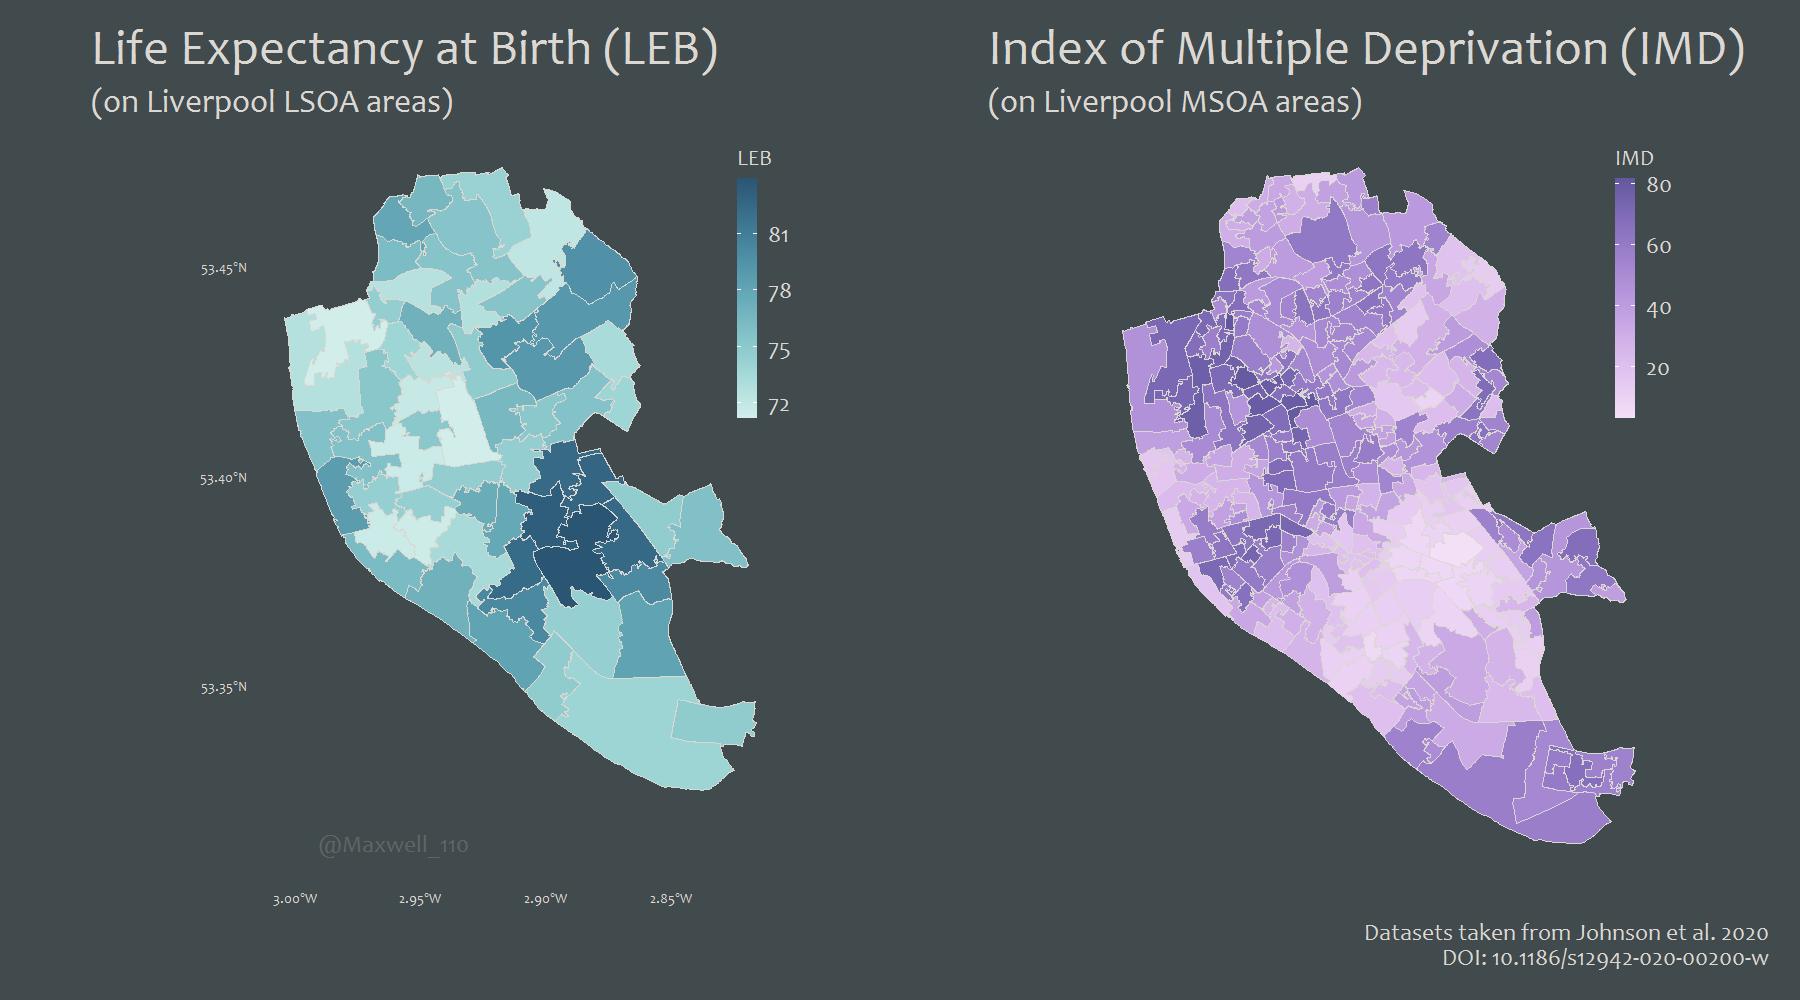 Life Expectancy at Birth (LEB)
(on Liverpool LSOA areas)
Index of Multiple Deprivation (IMD)
(on Liverpool MSOA areas)
LEB
81
78
75
72
IMD
80
60
40
20
53.45°N
53.40°N
53.35°N
@Maxwell_110
3.00°W
2.95°W
2.90°W
2.85°W
Datasets taken from Johnson et al. 2020
DOI: 10.1186/s12942-020-00200-w